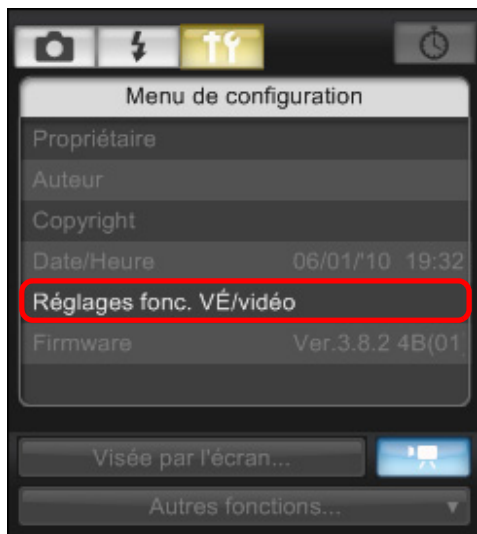 Menu de configuration
Propriétaire
Auteur
Copyright
Date/Heure 06/01/'10 19:32
Réglages fonc. VÉ/vidéo
Firmware Ver.3.8.2 4B(01
Visée par l'écran...
Autres fonctions...